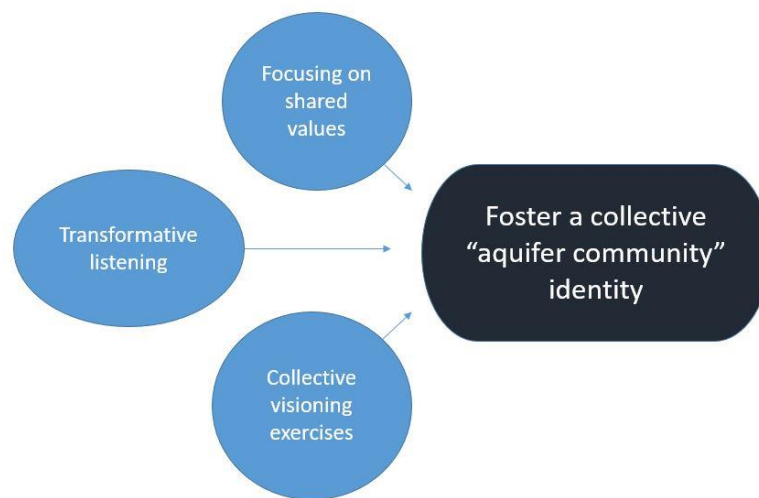 Focusing on
shared
values
Transformative
listening
Collective
visioning
exercises
Foster a collective
“aquifer community”
identity